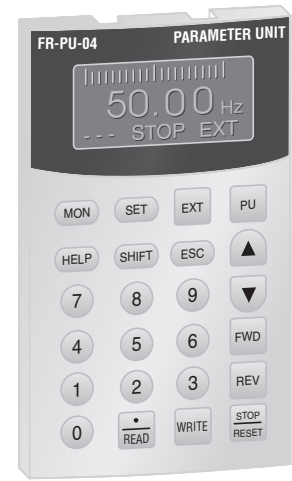 FR-PU-04 PARAMETER UNIT
50.00 Hz
--- STOP EXT
MON SET EXT PU
HELP SHIFT ESC ▲
7 8 9 ▼
4 5 6 FWD
1 2 3 REV
0 • READ WRITE STOP RESET